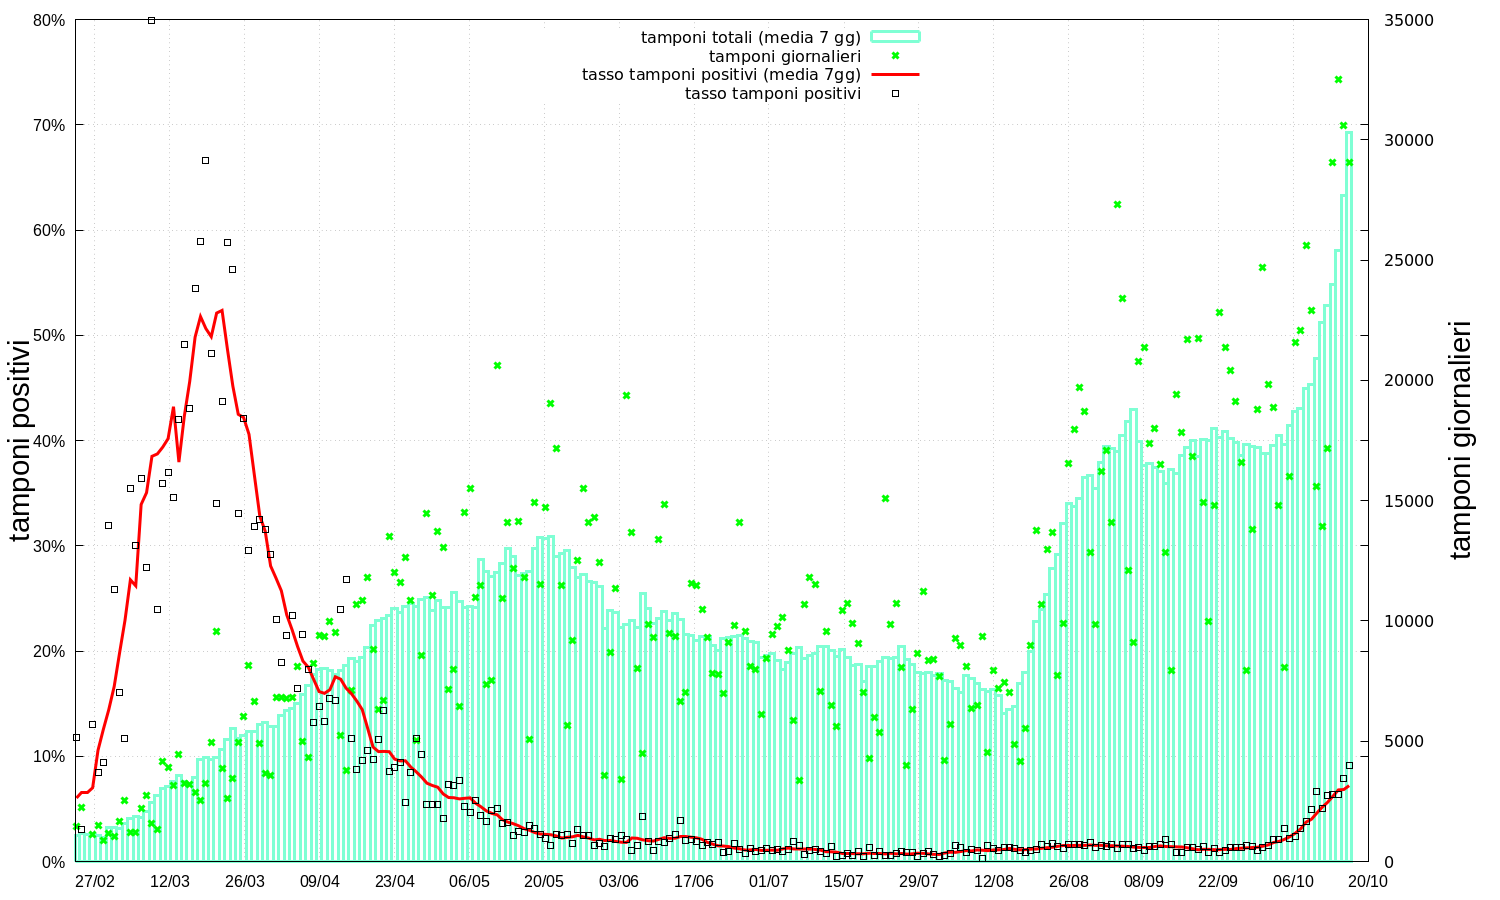 tamponi totali (media 7 gg)
tamponi giornalieri
tasso tamponi positivi (media 7gg)
tasso tamponi positivi
tamponi positivi
80%
70%
60%
50%
40%
30%
20%
10%
0%
tamponi giornalieri
35000
30000
25000
20000
15000
10000
5000
0
27/02 12/03 26/03 09/04 23/04 06/05 20/05 03/06 17/06 01/07 15/07 29/07 12/08 26/08 08/09 22/09 06/10 20/10